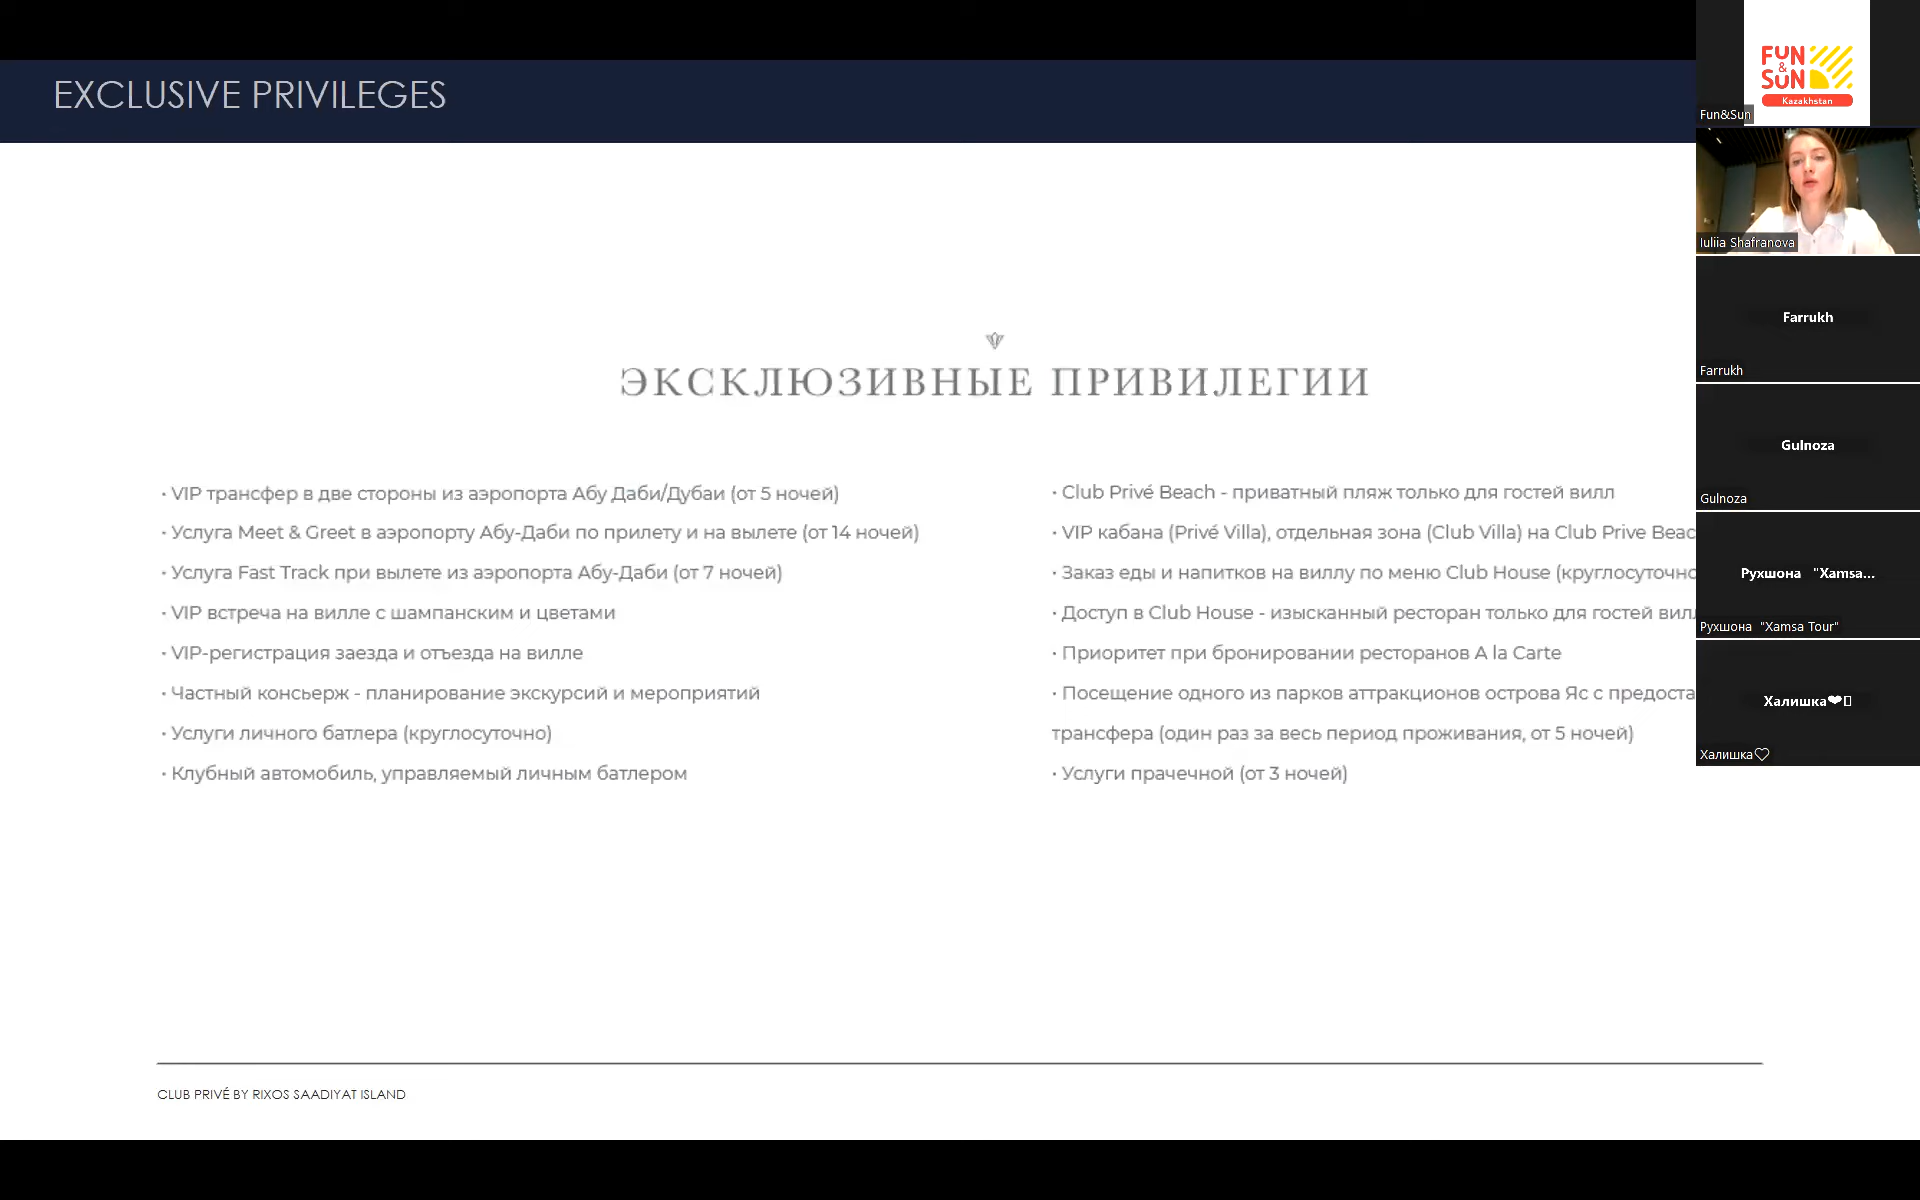 EXCLUSIVE PRIVILEGES
ЭКСКЛЮЗИВНЫЕ ПРИВИЛЕГИИ
· VIP трансфер в две стороны из аэропорта Абу Даби/Дубаи (от 5 ночей)
· Услуга Meet & Greet в аэропорту Абу-Даби по прилету и на вылете (от 14 ночей)
· Услуга Fast Track при вылете из аэропорта Абу-Даби (от 7 ночей)
· VIP встреча на вилле с шампанским и цветами
· VIP-регистрация заезда и отъезда на вилле
· Частный консьерж - планирование экскурсий и мероприятий
· Услуги личного батлера (круглосуточно)
· Клубный автомобиль, управляемый личным батлером
· Club Privé Beach - приватный пляж только для гостей вилл
· VIP кабана (Privé Villa), отдельная зона (Club Villa) на Club Prive
· Заказ еды и напитков на виллу по меню Club House (круглосуточно
· Доступ в Club House - изысканный ресторан только для гостей
· Приоритет при бронировании ресторанов A la Carte
· Посещение одного из парков аттракционов острова Яс с
трансфера (один раз за весь период проживания, от 5 ночей)
· Услуги прачечной (от 3 ночей)
CLUB PRIVÉ BY RIXOS SAADIYAT ISLAND
FUN
&
SUN
Kazakhstan
Fun&Sun
Iuliia Shafranova
Farrukh
Farrukh
Gulnoza
Gulnoza
Рухшона "Xamsa...
Рухшона "Xamsa Tour"
Халишка❤
Халишка♡